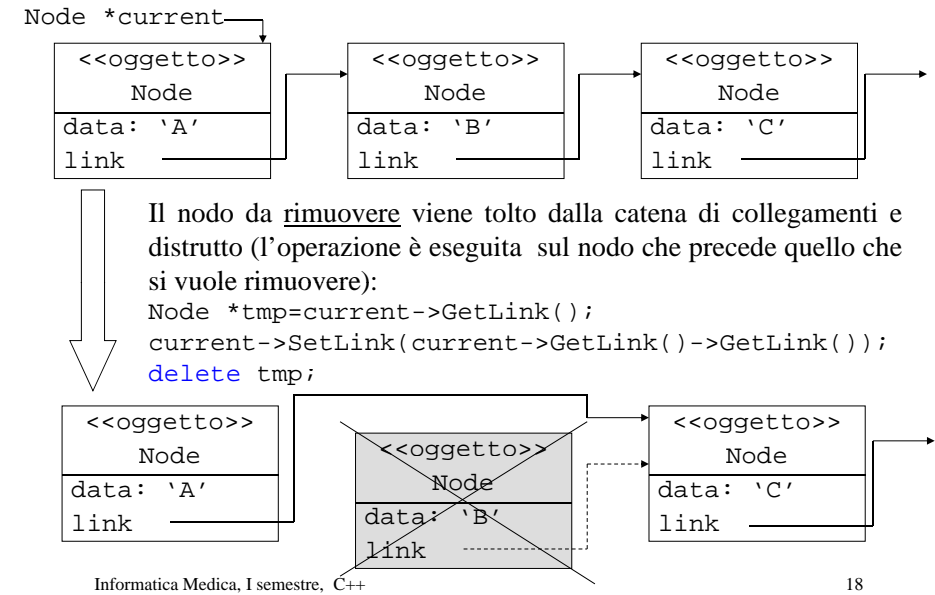 Node *current
<<oggetto>>
Node
data: ‘A’
link
<<oggetto>>
Node
data: ‘B’
link
<<oggetto>>
Node
data: ‘C’
link
Il nodo da rimuovere viene tolto dalla catena di collegamenti e
distrutto (l’operazione è eseguita sul nodo che precede quello che
si vuole rimuovere):
Node *tmp=current->GetLink();
current->SetLink(current->GetLink()->GetLink());
delete tmp;
<<oggetto>>
Node
data: ‘A’
link
<<oggetto>>
Node
data: ‘B’
link
<<oggetto>>
Node
data: ‘C’
link
Informatica Medica, I semestre, C++
18